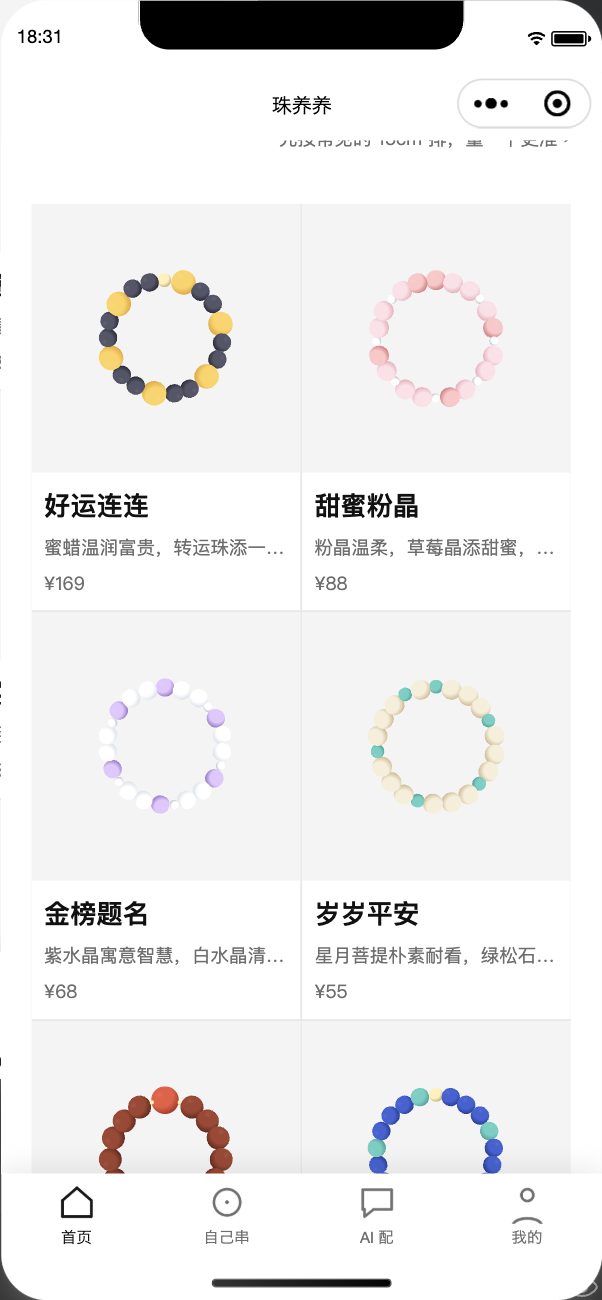 18:31
珠养养
好运连连
甜蜜粉晶
蜜蜡温润富贵，转运珠添一…
粉晶温柔，草莓晶添甜蜜，…
¥169
¥88
金榜题名
岁岁平安
紫水晶寓意智慧，白水晶清…
星月菩提朴素耐看，绿松石…
¥68
¥55
首页
自己串
AI 配
我的